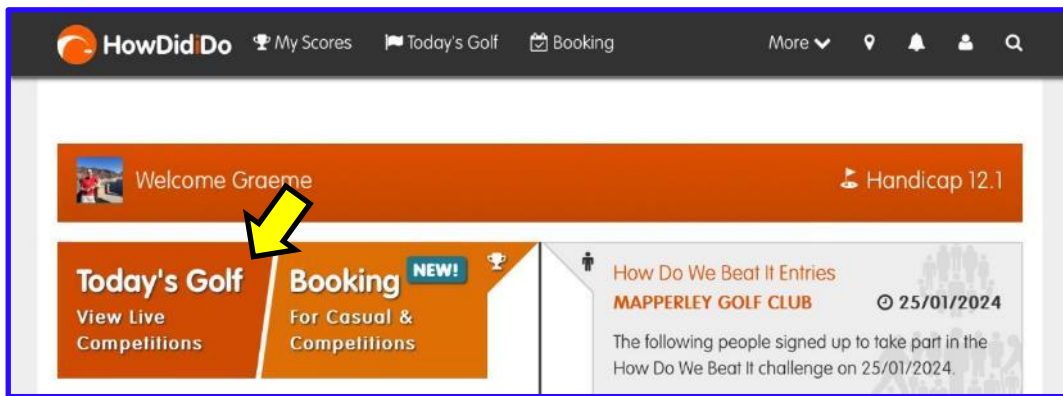 HowDidiDo My Scores Today's Golf Booking More
Welcome Graeme Handicap 12.1
Today's Golf
View Live
Competitions
Booking NEW!
For Casual &
Competitions
How Do We Beat It Entries
MAPPERLEY GOLF CLUB 25/01/2024
The following people signed up to take part in the
How Do We Beat It challenge on 25/01/2024.